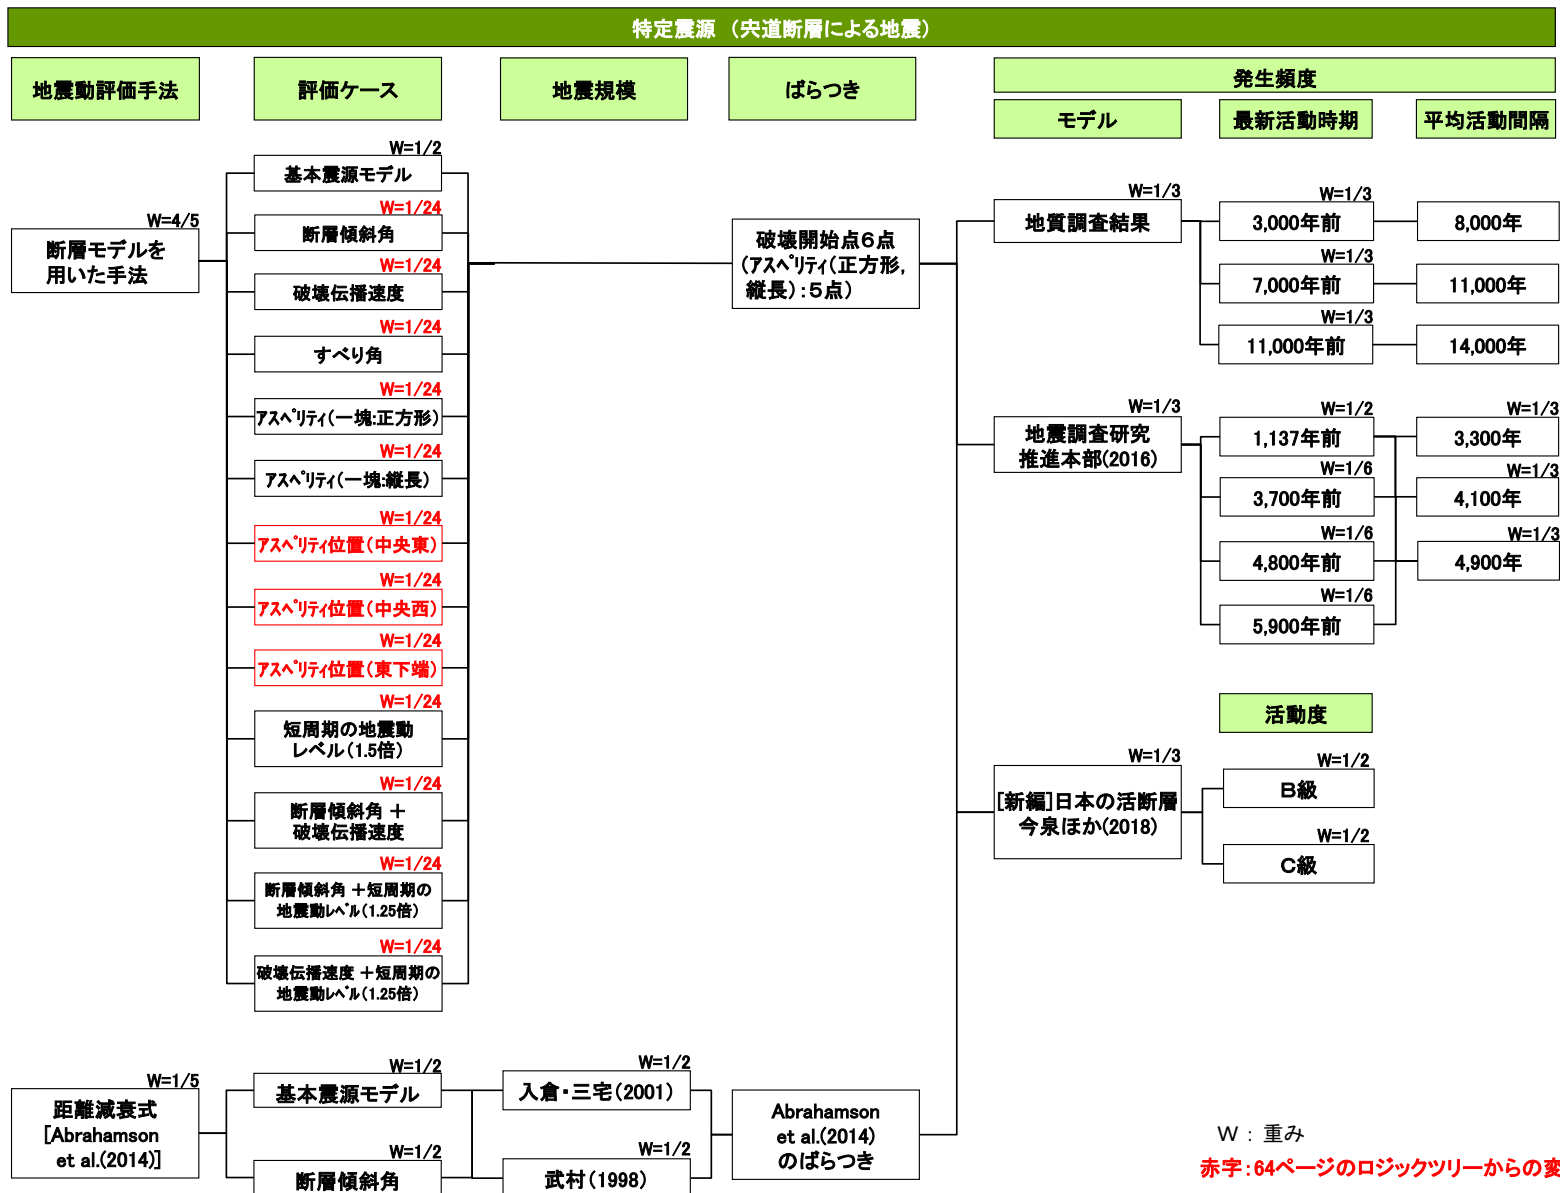 特定震源 （宍道断層による地震）
地震動評価手法
評価ケース
地震規模
ばらつき
発生頻度
モデル
最新活動時期
平均活動間隔
W=4/5
断層モデルを
用いた手法
W=1/2
基本震源モデル
W=1/24
断層傾斜角
W=1/24
破壊伝播速度
W=1/24
すべり角
W=1/24
ｱｽﾍﾟﾘﾃｨ（一塊:正方形）
W=1/24
ｱｽﾍﾟﾘﾃｨ（一塊:縦長）
W=1/24
ｱｽﾍﾟﾘﾃｨ位置（中央東）
W=1/24
ｱｽﾍﾟﾘﾃｨ位置（中央西）
W=1/24
ｱｽﾍﾟﾘﾃｨ位置（東下端）
W=1/24
短周期の地震動
レベル（1.5倍）
W=1/24
断層傾斜角 ＋
破壊伝播速度
W=1/24
断層傾斜角 ＋短周期の
地震動ﾚﾍﾞﾙ（1.25倍）
W=1/24
破壊伝播速度 ＋短周期の
地震動ﾚﾍﾞﾙ（1.25倍）
破壊開始点６点
（ｱｽﾍﾟﾘﾃｨ（正方形，
縦長）：５点）
W=1/3
地質調査結果
W=1/3
3,000年前
8,000年
W=1/3
7,000年前
11,000年
W=1/3
11,000年前
14,000年
W=1/3
地震調査研究
推進本部(2016)
W=1/2
1,137年前
W=1/3
3,300年
W=1/6
3,700年前
W=1/3
4,100年
W=1/6
4,800年前
W=1/3
4,900年
W=1/6
5,900年前
活動度
W=1/3
[新編]日本の活断層
今泉ほか(2018)
W=1/2
Ｂ級
W=1/2
Ｃ級
W=1/5
距離減衰式
[Abrahamson
et al.(2014)]
W=1/2
基本震源モデル
W=1/2
断層傾斜角
W=1/2
入倉・三宅（2001）
W=1/2
武村（1998）
Abrahamson
et al.(2014)
のばらつき
W ： 重み
赤字：64ページのロジックツリーからの変